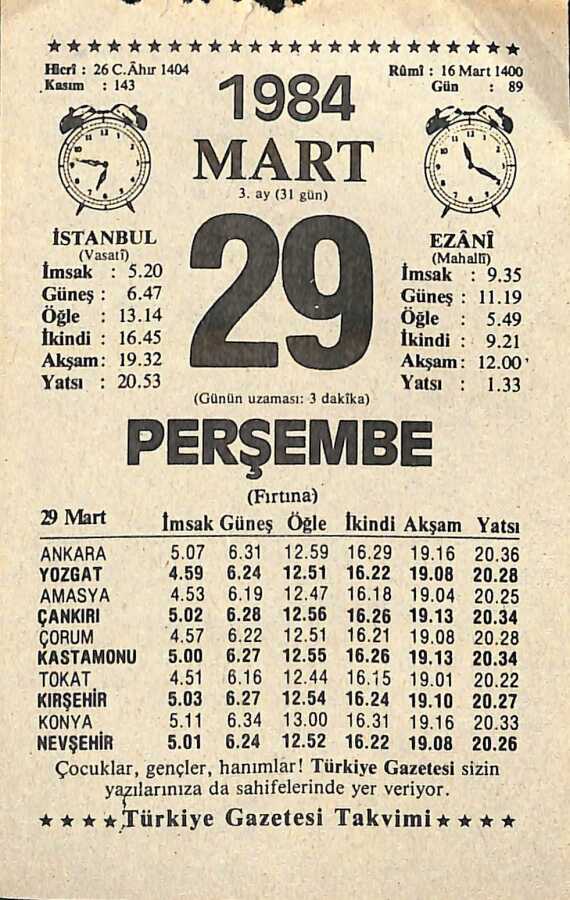 ★★★★★★★★★★★★★★★★★★★★★★★★
Hicrî : 26 C.Âhır 1404
Kasım : 143
Rûmî : 16 Mart 1400
Gün : 89
1984
MART
3. ay (31 gün)
29
(Günün uzaması: 3 dakîka)
İSTANBUL
(Vasatî)
İmsak : 5.20
Güneş : 6.47
Öğle : 13.14
İkindi : 16.45
Akşam: 19.32
Yatsı : 20.53
EZÂNÎ
(Mahallî)
İmsak : 9.35
Güneş : 11.19
Öğle : 5.49
İkindi : 9.21
Akşam: 12.00
Yatsı : 1.33
PERŞEMBE
(Fırtına)
29 Mart İmsak Güneş Öğle İkindi Akşam Yatsı
ANKARA 5.07 6.31 12.59 16.29 19.16 20.36
YOZGAT 4.59 6.24 12.51 16.22 19.08 20.28
AMASYA 4.53 6.19 12.47 16.18 19.04 20.25
ÇANKIRI 5.02 6.28 12.56 16.26 19.13 20.34
ÇORUM 4.57 6.22 12.51 16.21 19.08 20.28
KASTAMONU 5.00 6.27 12.55 16.26 19.13 20.34
TOKAT 4.51 6.16 12.44 16.15 19.01 20.22
KIRŞEHİR 5.03 6.27 12.54 16.24 19.10 20.27
KONYA 5.11 6.34 13.00 16.31 19.16 20.33
NEVŞEHİR 5.01 6.24 12.52 16.22 19.08 20.26
Çocuklar, gençler, hanımlar! Türkiye Gazetesi sizin
yazılarınıza da sahifelerinde yer veriyor.
★★★★Türkiye Gazetesi Takvimi★★★★